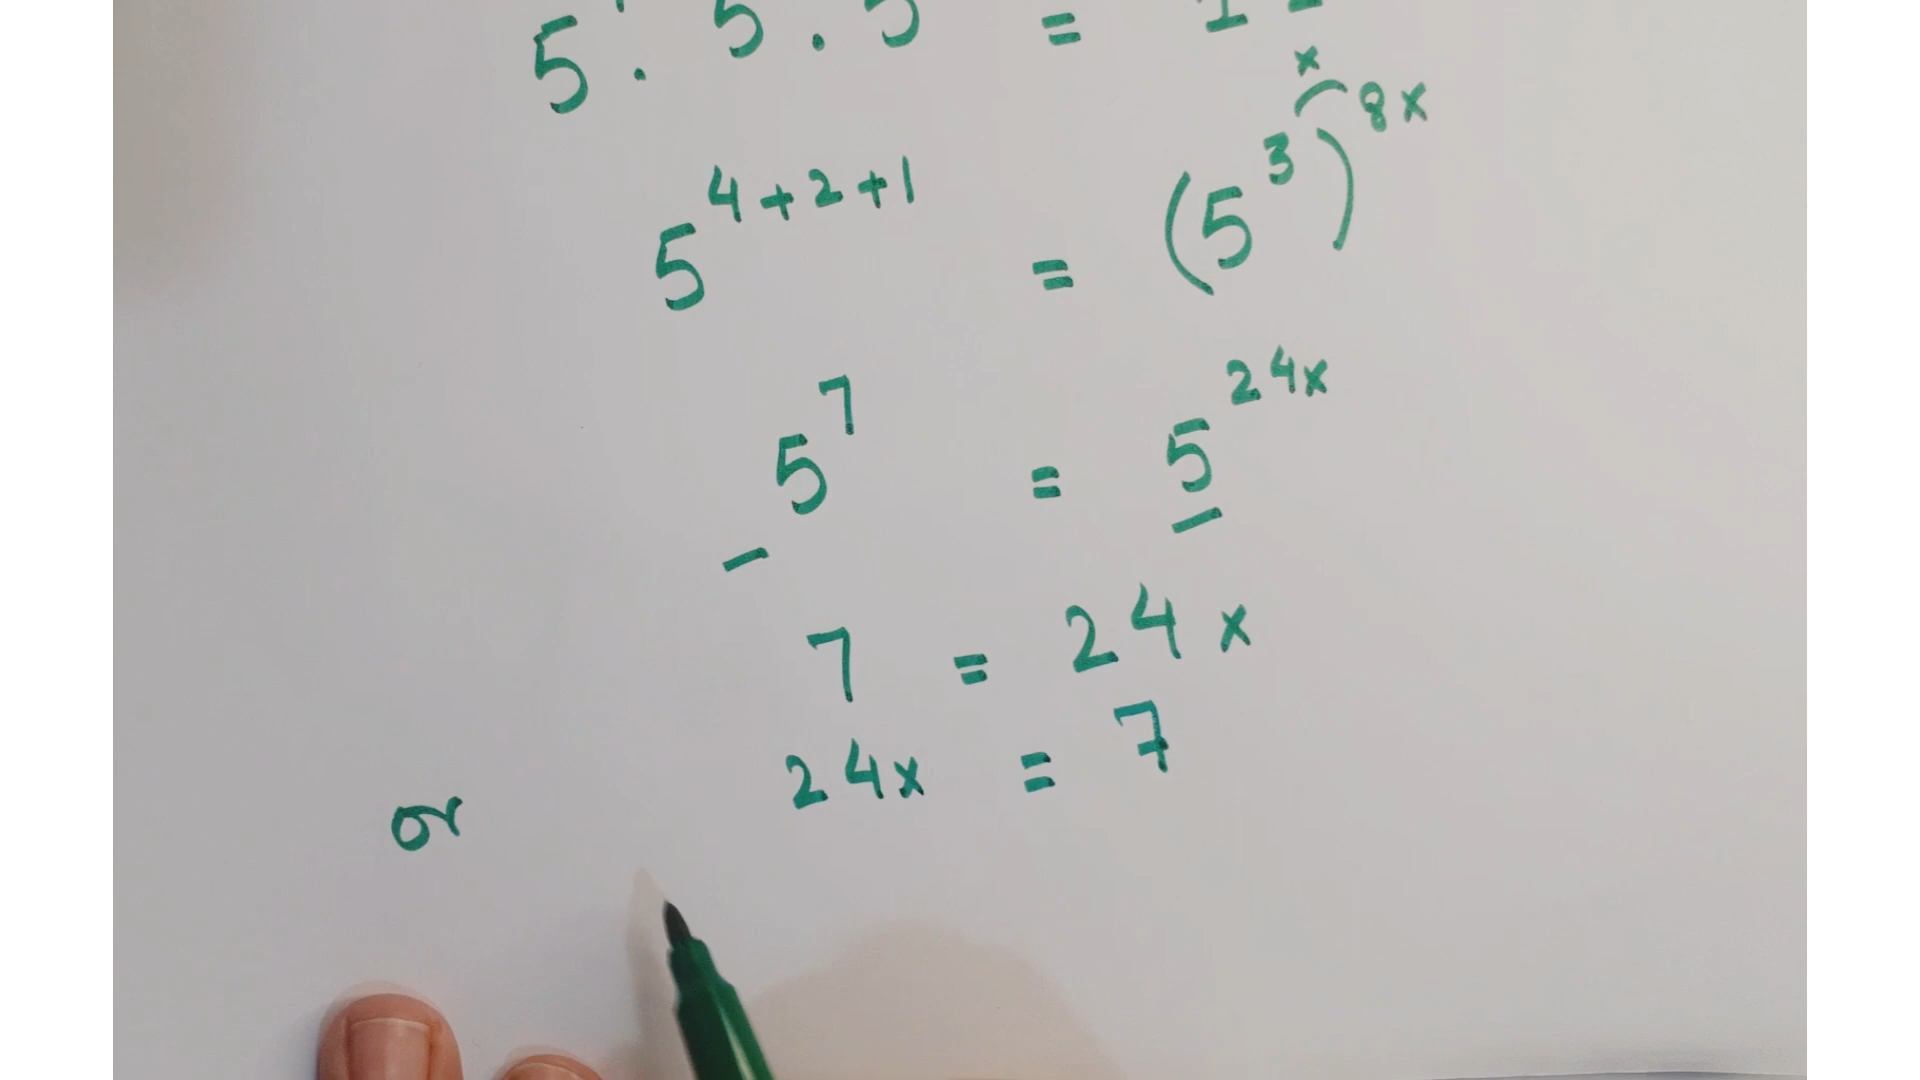 5 . 5 . 5 =
5^{4+2+1} = (5^3)^{8x}
x
5^7 = 5^{24x}
7 = 24x
or 24x = 7